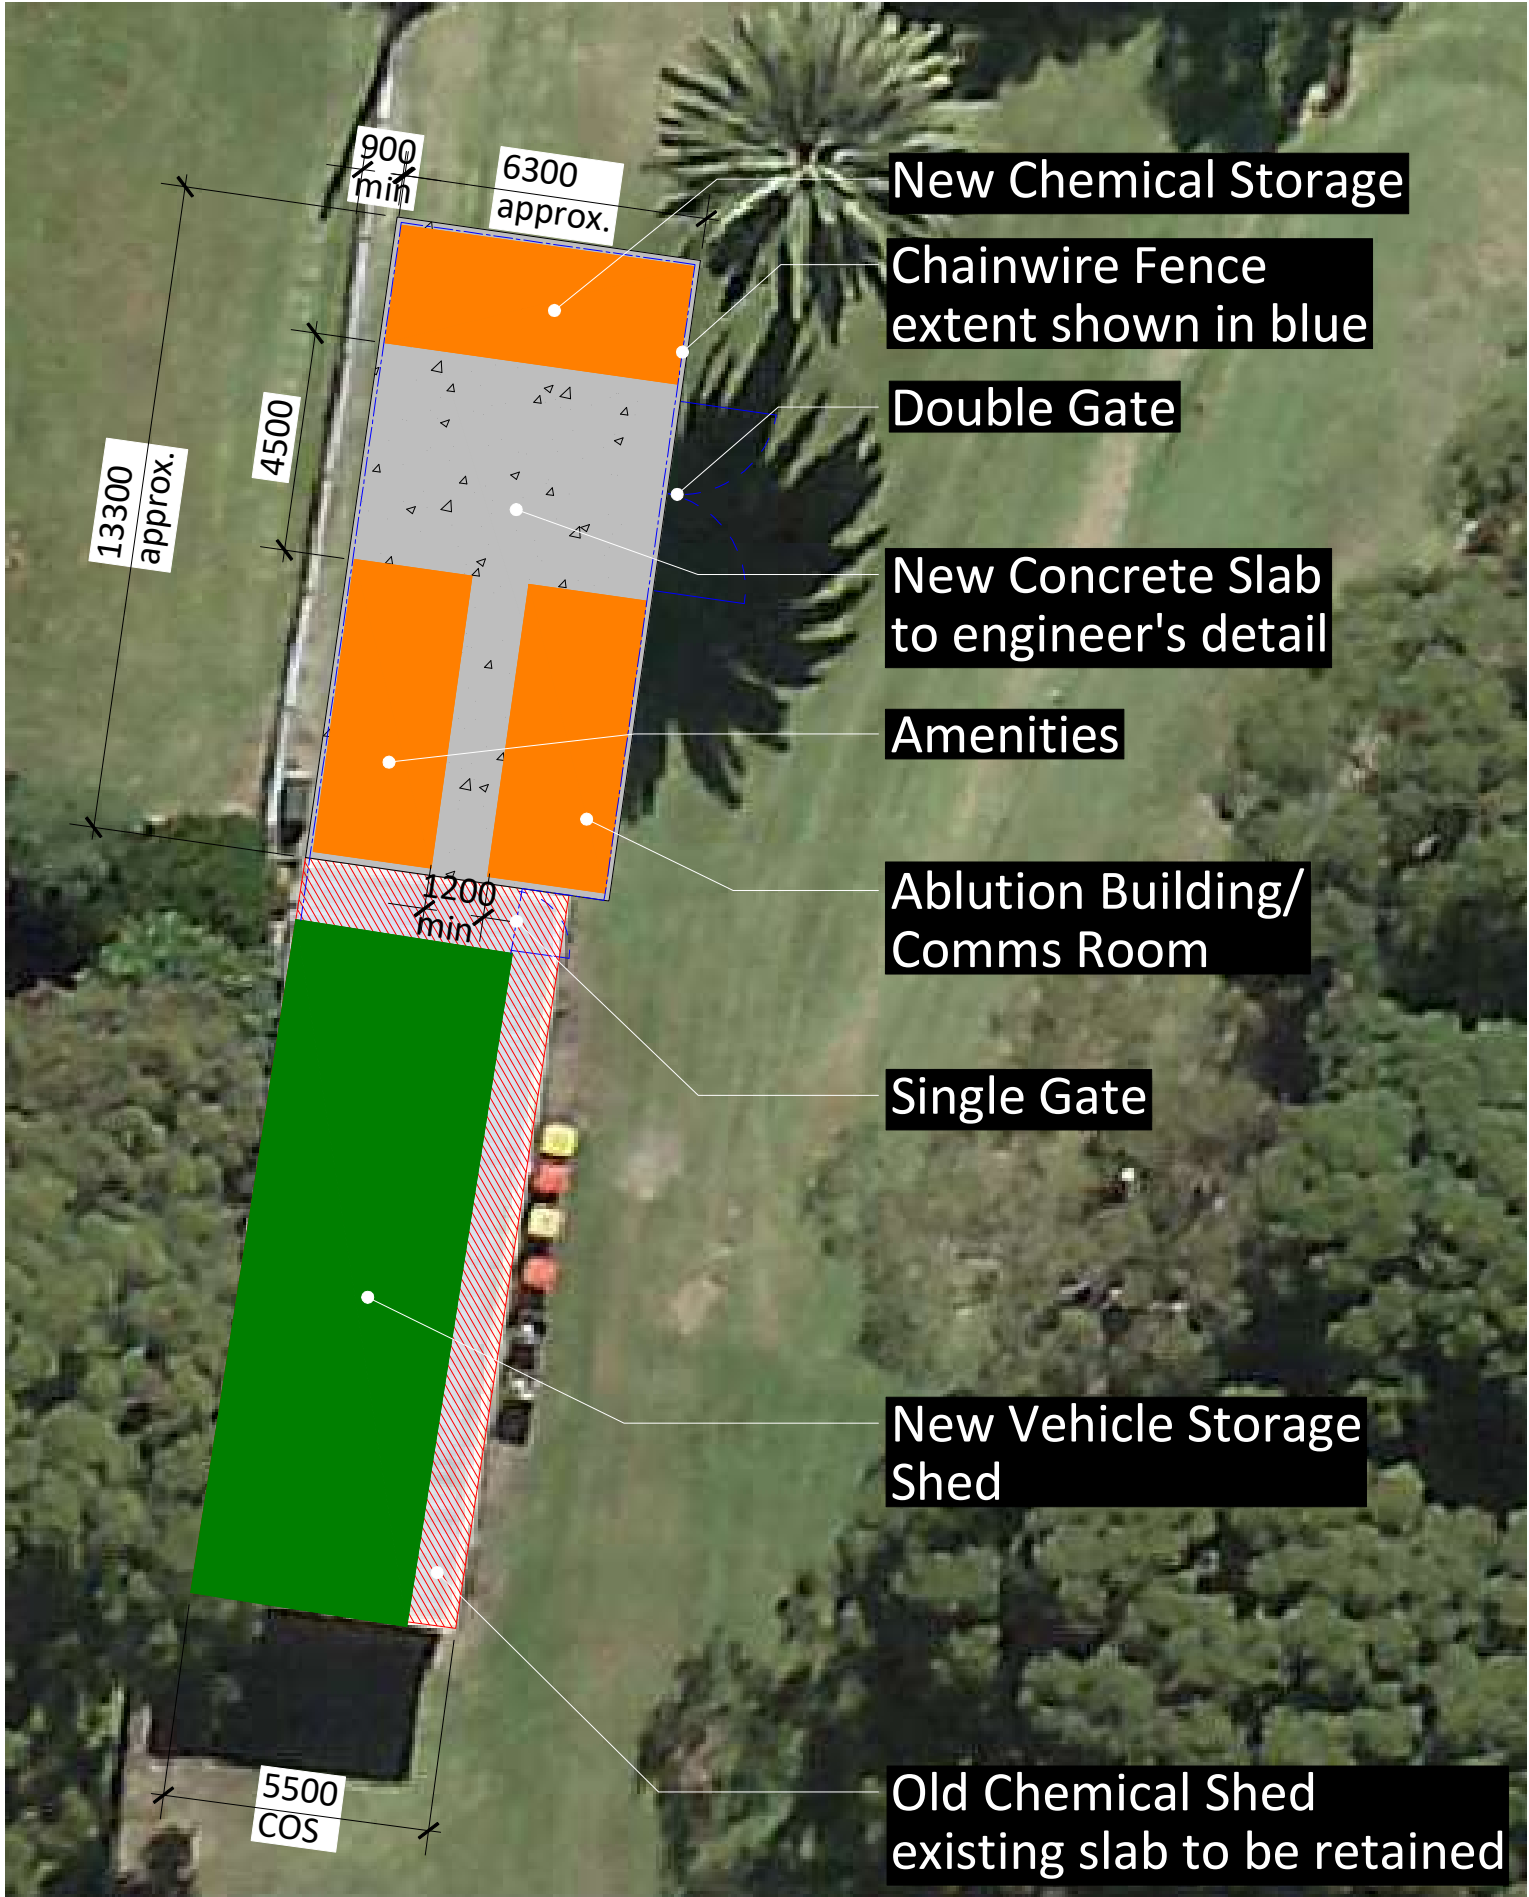 900
min
6300
approx.
New Chemical Storage
Chainwire Fence
extent shown in blue
Double Gate
4500
13300
approx.
New Concrete Slab
to engineer's detail
Amenities
1200
min
Ablution Building/
Comms Room
Single Gate
New Vehicle Storage
Shed
5500
COS
Old Chemical Shed
existing slab to be retained